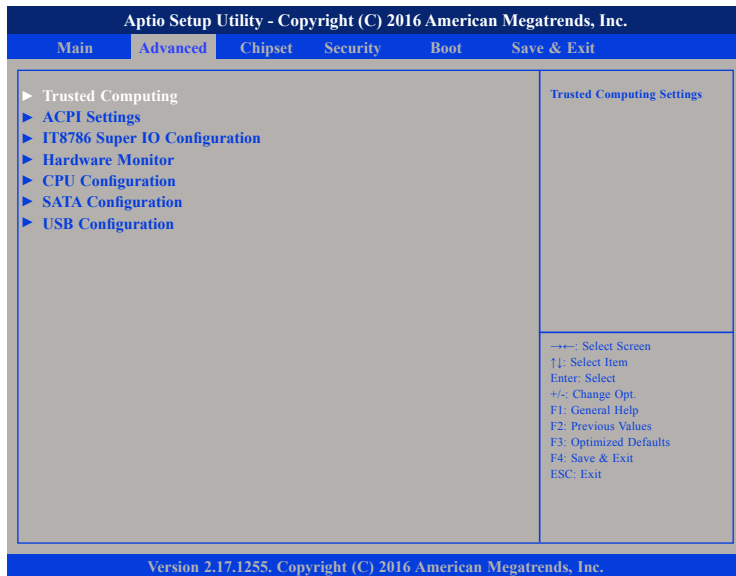 Aptio Setup Utility - Copyright (C) 2016 American Megatrends, Inc.
Main Advanced Chipset Security Boot Save & Exit
► Trusted Computing
► ACPI Settings
► IT8786 Super IO Configuration
► Hardware Monitor
► CPU Configuration
► SATA Configuration
► USB Configuration
Trusted Computing Settings
→←: Select Screen
↑↓: Select Item
Enter: Select
+/-: Change Opt.
F1: General Help
F2: Previous Values
F3: Optimized Defaults
F4: Save & Exit
ESC: Exit
Version 2.17.1255. Copyright (C) 2016 American Megatrends, Inc.